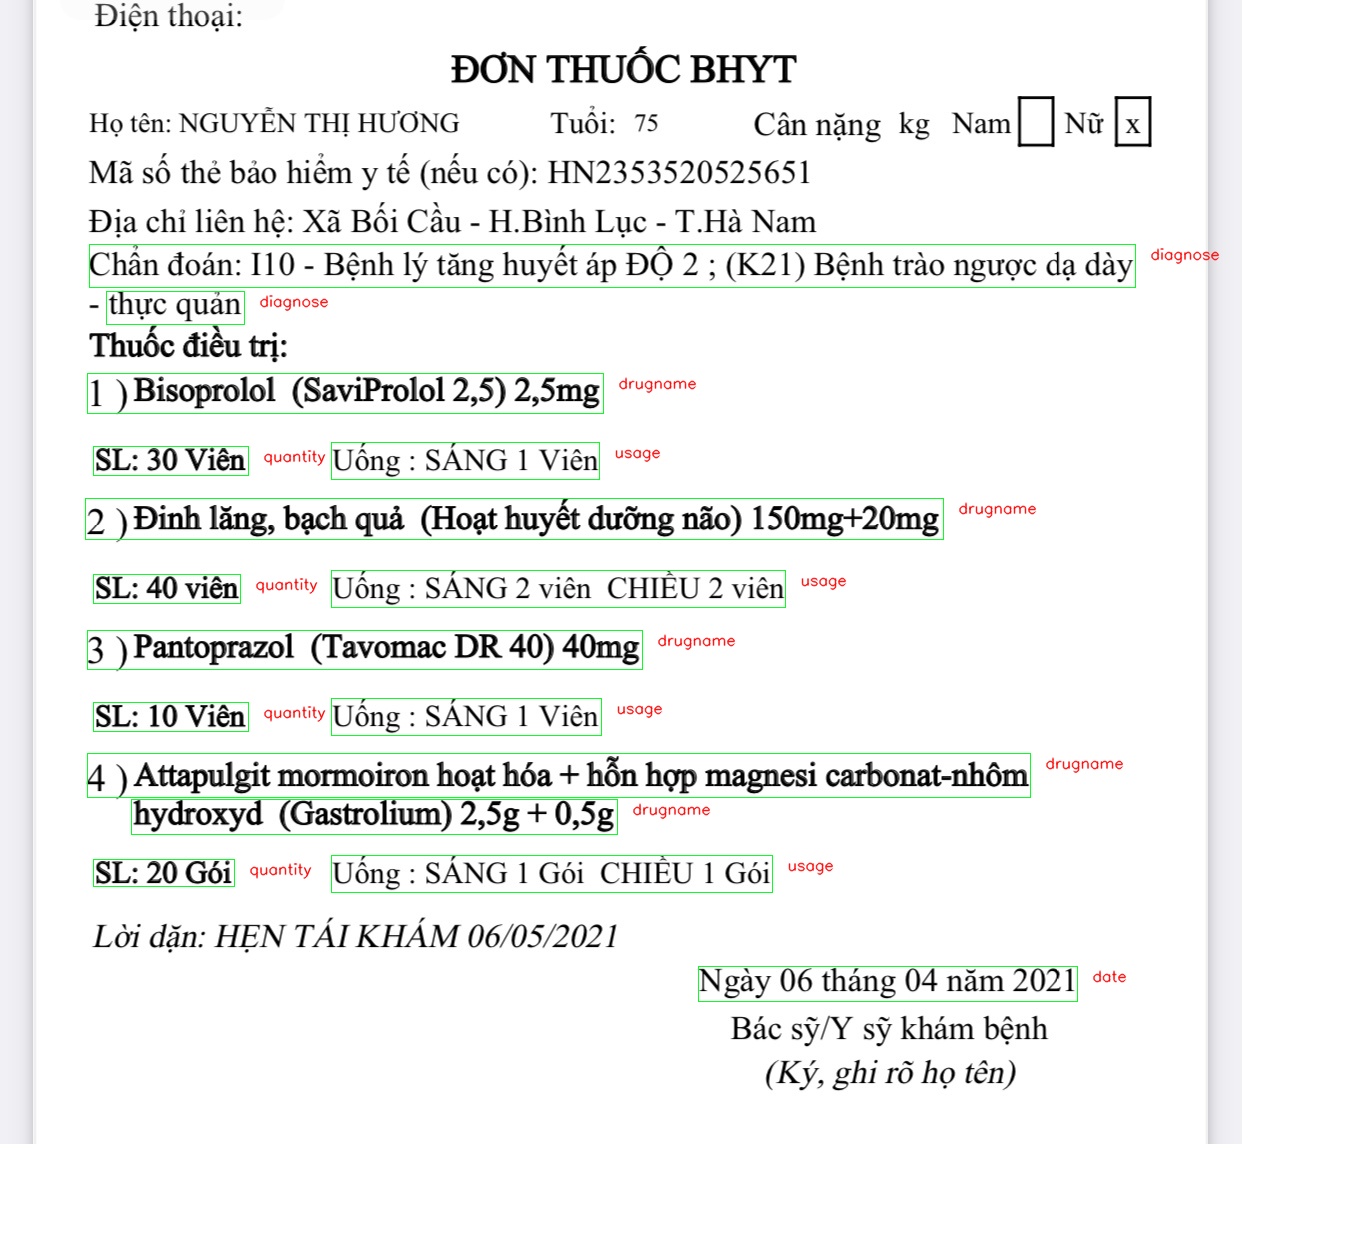 Điện thoại:
ĐƠN THUỐC BHYT
Họ tên: NGUYỄN THỊ HƯƠNG Tuổi: 75 Cân nặng kg Nam Nữ x
Mã số thẻ bảo hiểm y tế (nếu có): HN2353520525651
Địa chỉ liên hệ: Xã Bối Cầu - H.Bình Lục - T.Hà Nam
Chẩn đoán: I10 - Bệnh lý tăng huyết áp ĐỘ 2 ; (K21) Bệnh trào ngược dạ dày diagnose
- thực quản diagnose
Thuốc điều trị:
1 ) Bisoprolol (SaviProlol 2,5) 2,5mg drugname
SL: 30 Viên quantity Uống : SÁNG 1 Viên usage
2 ) Đinh lăng, bạch quả (Hoạt huyết dưỡng não) 150mg+20mg drugname
SL: 40 viên quantity Uống : SÁNG 2 viên CHIỀU 2 viên usage
3 ) Pantoprazol (Tavomac DR 40) 40mg drugname
SL: 10 Viên quantity Uống : SÁNG 1 Viên usage
4 ) Attapulgit mormoiron hoạt hóa + hỗn hợp magnesi carbonat-nhôm drugname
hydroxyd (Gastrolium) 2,5g + 0,5g drugname
SL: 20 Gói quantity Uống : SÁNG 1 Gói CHIỀU 1 Gói usage
Lời dặn: HẸN TÁI KHÁM 06/05/2021
Ngày 06 tháng 04 năm 2021 date
Bác sỹ/Y sỹ khám bệnh
(Ký, ghi rõ họ tên)